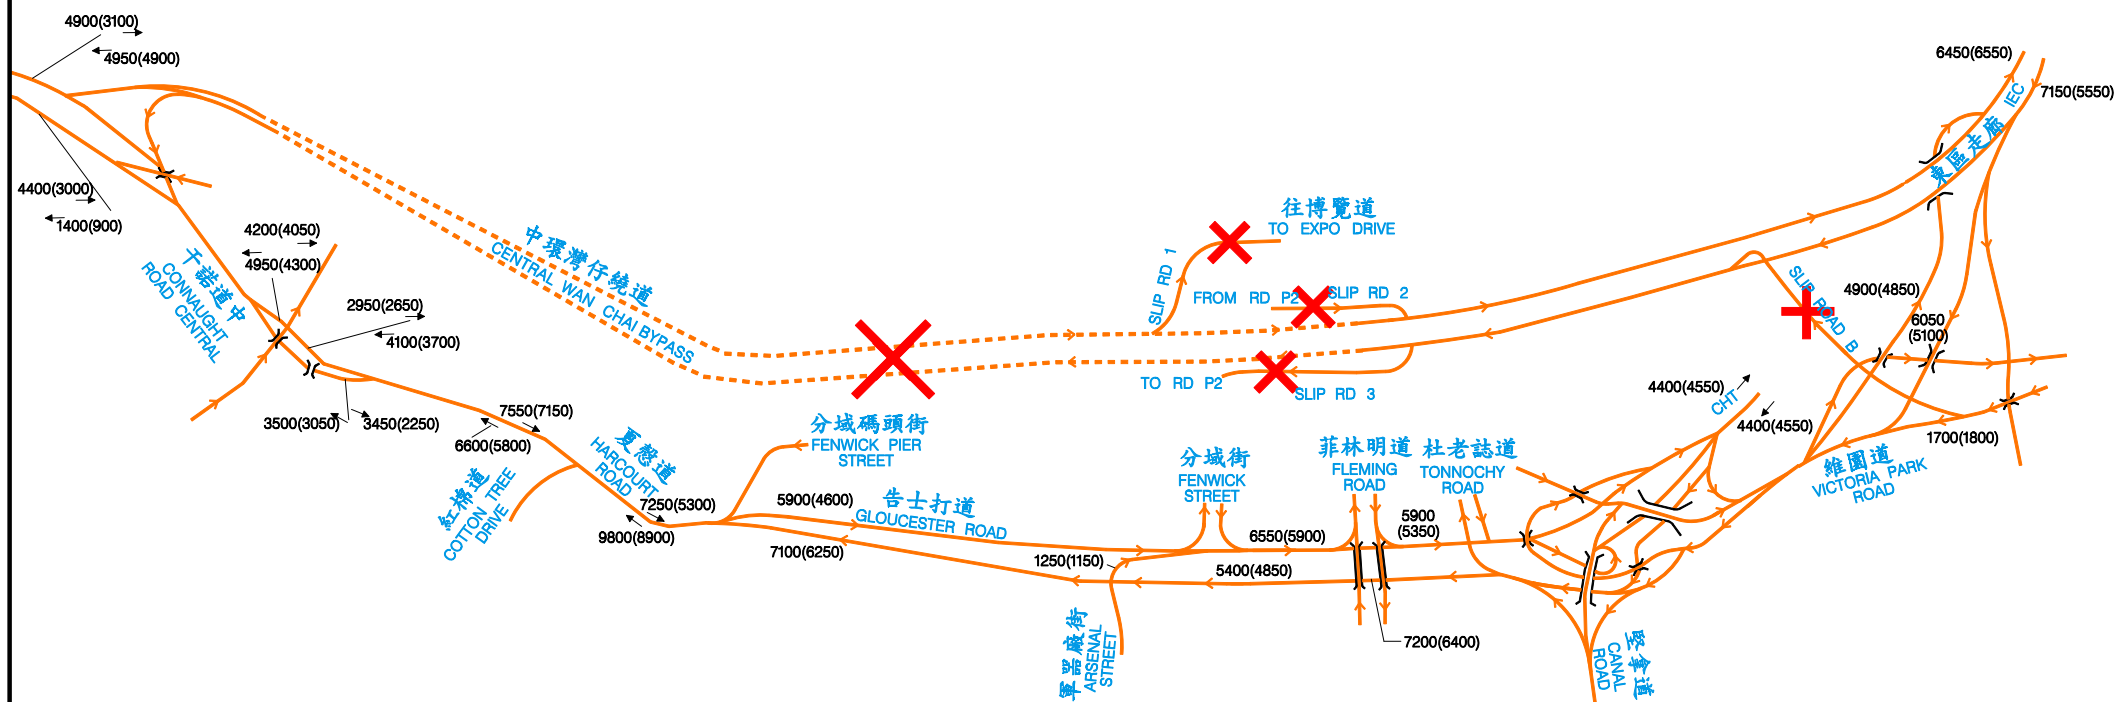 4900(3100)
4950(4900)
6450(6550)
7150(5550)
IEC
東區走廊
4400(3000)
1400(900)
4200(4050)
4950(4300)
干諾道中
CONNAUGHT
ROAD CENTRAL
中環灣仔繞道
CENTRAL WAN CHAI BYPASS
往博覽道
TO EXPO DRIVE
SLIP RD 1
FROM RD P2
SLIP RD 2
TO RD P2
SLIP RD 3
SLIP ROAD B
4900(4850)
6050
(5100)
2950(2650)
4100(3700)
3500(3050)
3450(2250)
7550(7150)
6600(5800)
紅棉道
COTTON TREE
DRIVE
夏慤道
HARCOURT
ROAD
7250(5300)
9800(8900)
分域碼頭街
FENWICK PIER
STREET
5900(4600)
告士打道
GLOUCESTER ROAD
7100(6250)
分域街
FENWICK
STREET
1250(1150)
軍器廠街
ARSENAL
STREET
6550(5900)
5400(4850)
菲林明道
FLEMING
ROAD
杜老誌道
TONNOCHY
ROAD
5900
(5350)
7200(6400)
4400(4550)
CHT
4400(4550)
1700(1800)
維園道
VICTORIA PARK
ROAD
堅拿道
CANAL
ROAD